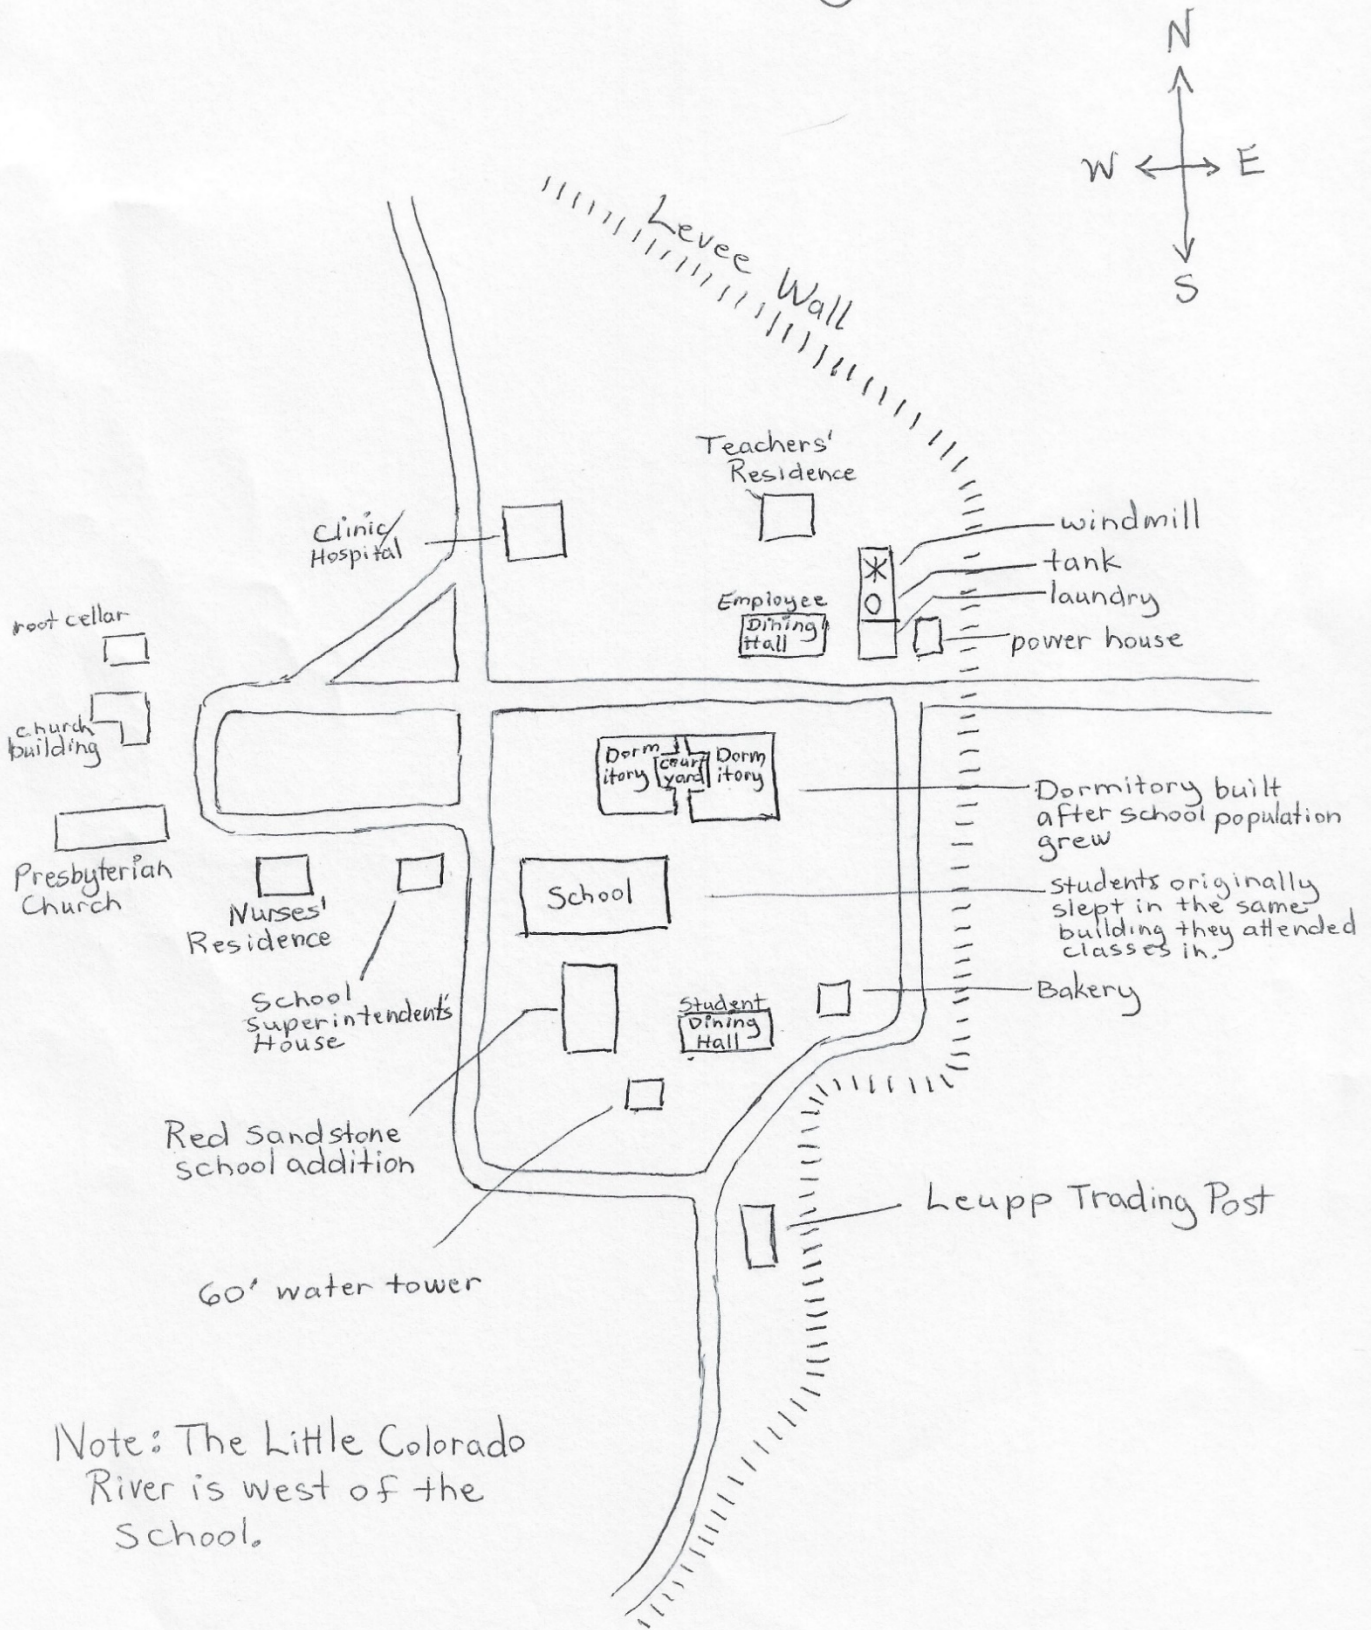 N
W E
S
Levee Wall
Teachers'
Residence
Clinic/
Hospital
windmill
tank
laundry
power house
Employee
Dining
Hall
root cellar
church
building
Presbyterian
Church
Nurses'
Residence
School
superintendent's
House
Dorm
itory
court
yard
Dorm
itory
Dormitory built
after school population
grew
School
students originally
slept in the same
building they attended
classes in.
Bakery
Student
Dining
Hall
Red Sandstone
school addition
60' water tower
Leupp Trading Post
Note: The Little Colorado
River is west of the
School.